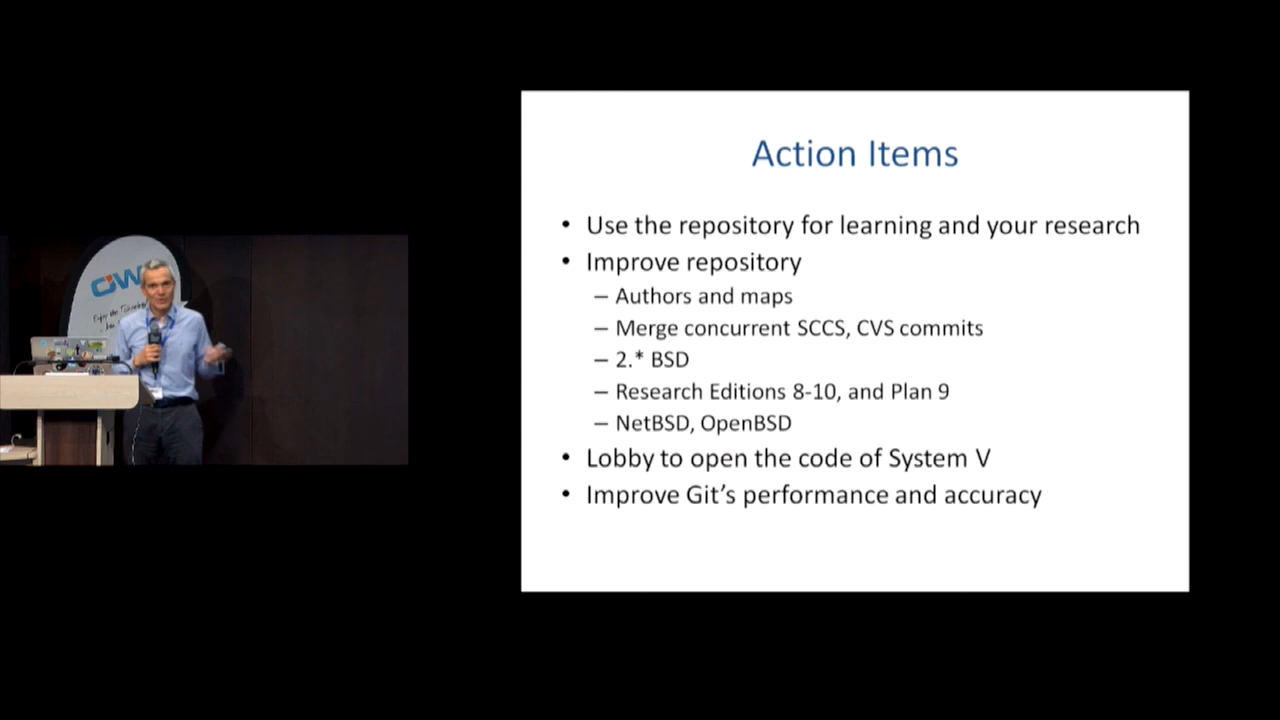 Action Items
• Use the repository for learning and your research
• Improve repository
– Authors and maps
– Merge concurrent SCCS, CVS commits
– 2.* BSD
– Research Editions 8-10, and Plan 9
– NetBSD, OpenBSD
• Lobby to open the code of System V
• Improve Git’s performance and accuracy